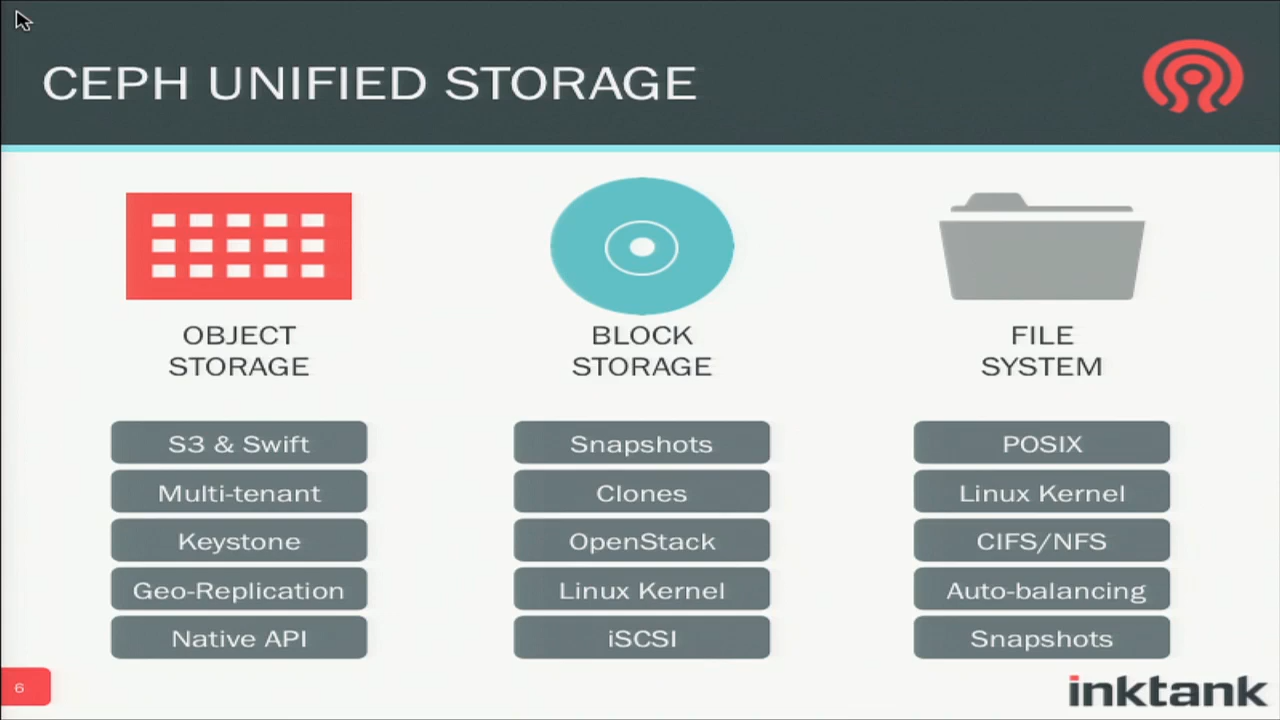 CEPH UNIFIED STORAGE
OBJECT
STORAGE
S3 & Swift
Multi-tenant
Keystone
Geo-Replication
Native API
BLOCK
STORAGE
Snapshots
Clones
OpenStack
Linux Kernel
iSCSI
FILE
SYSTEM
POSIX
Linux Kernel
CIFS/NFS
Auto-balancing
Snapshots
6
inktank